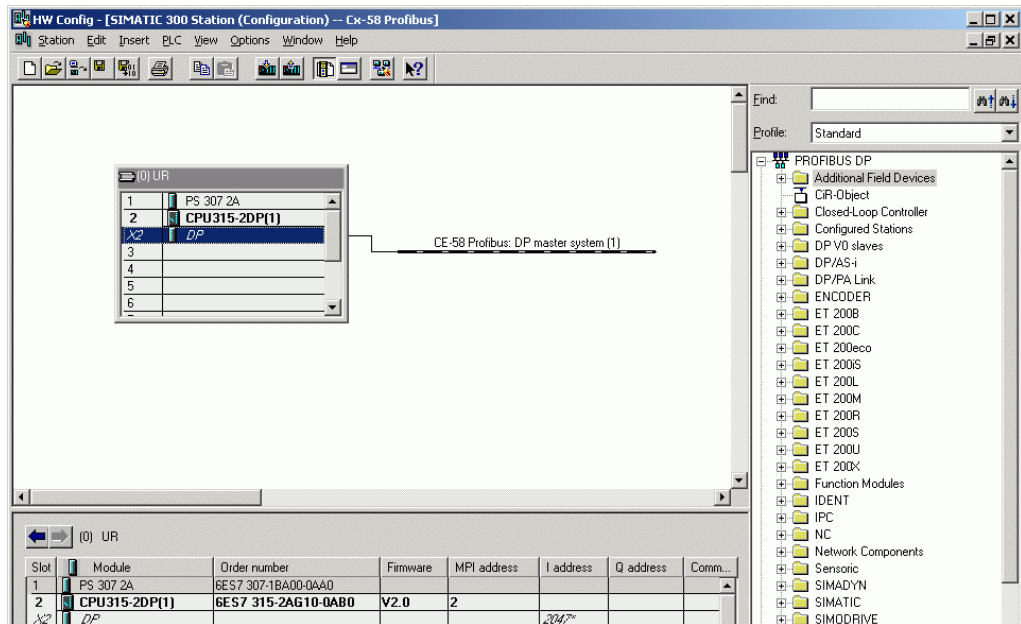 HW Config - [SIMATIC 300 Station (Configuration) -- Cx-58 Profibus]
Station Edit Insert PLC View Options Window Help
Find:
Profile: Standard
(0) UR
1 PS 307 2A
2 CPU315-2DP(1)
X2 DP
3
4
5
6
CE-58 Profibus: DP master system (1)
PROFIBUS DP
Additional Field Devices
CiR-Object
Closed-Loop Controller
Configured Stations
DP V0 slaves
DP/AS-i
DP/PA Link
ENCODER
ET 200B
ET 200C
ET 200eco
ET 200iS
ET 200L
ET 200M
ET 200R
ET 200S
ET 200U
ET 200X
Function Modules
IDENT
IPC
NC
Network Components
Sensoric
SIMADYN
SIMATIC
SIMODRIVE
(0) UR
Slot Module Order number Firmware MPI address I address Q address Comm...
1 PS 307 2A 6ES7 307-1BA00-0AA0
2 CPU315-2DP(1) 6ES7 315-2AG10-0AB0 V2.0 2
X2 DP 2047*